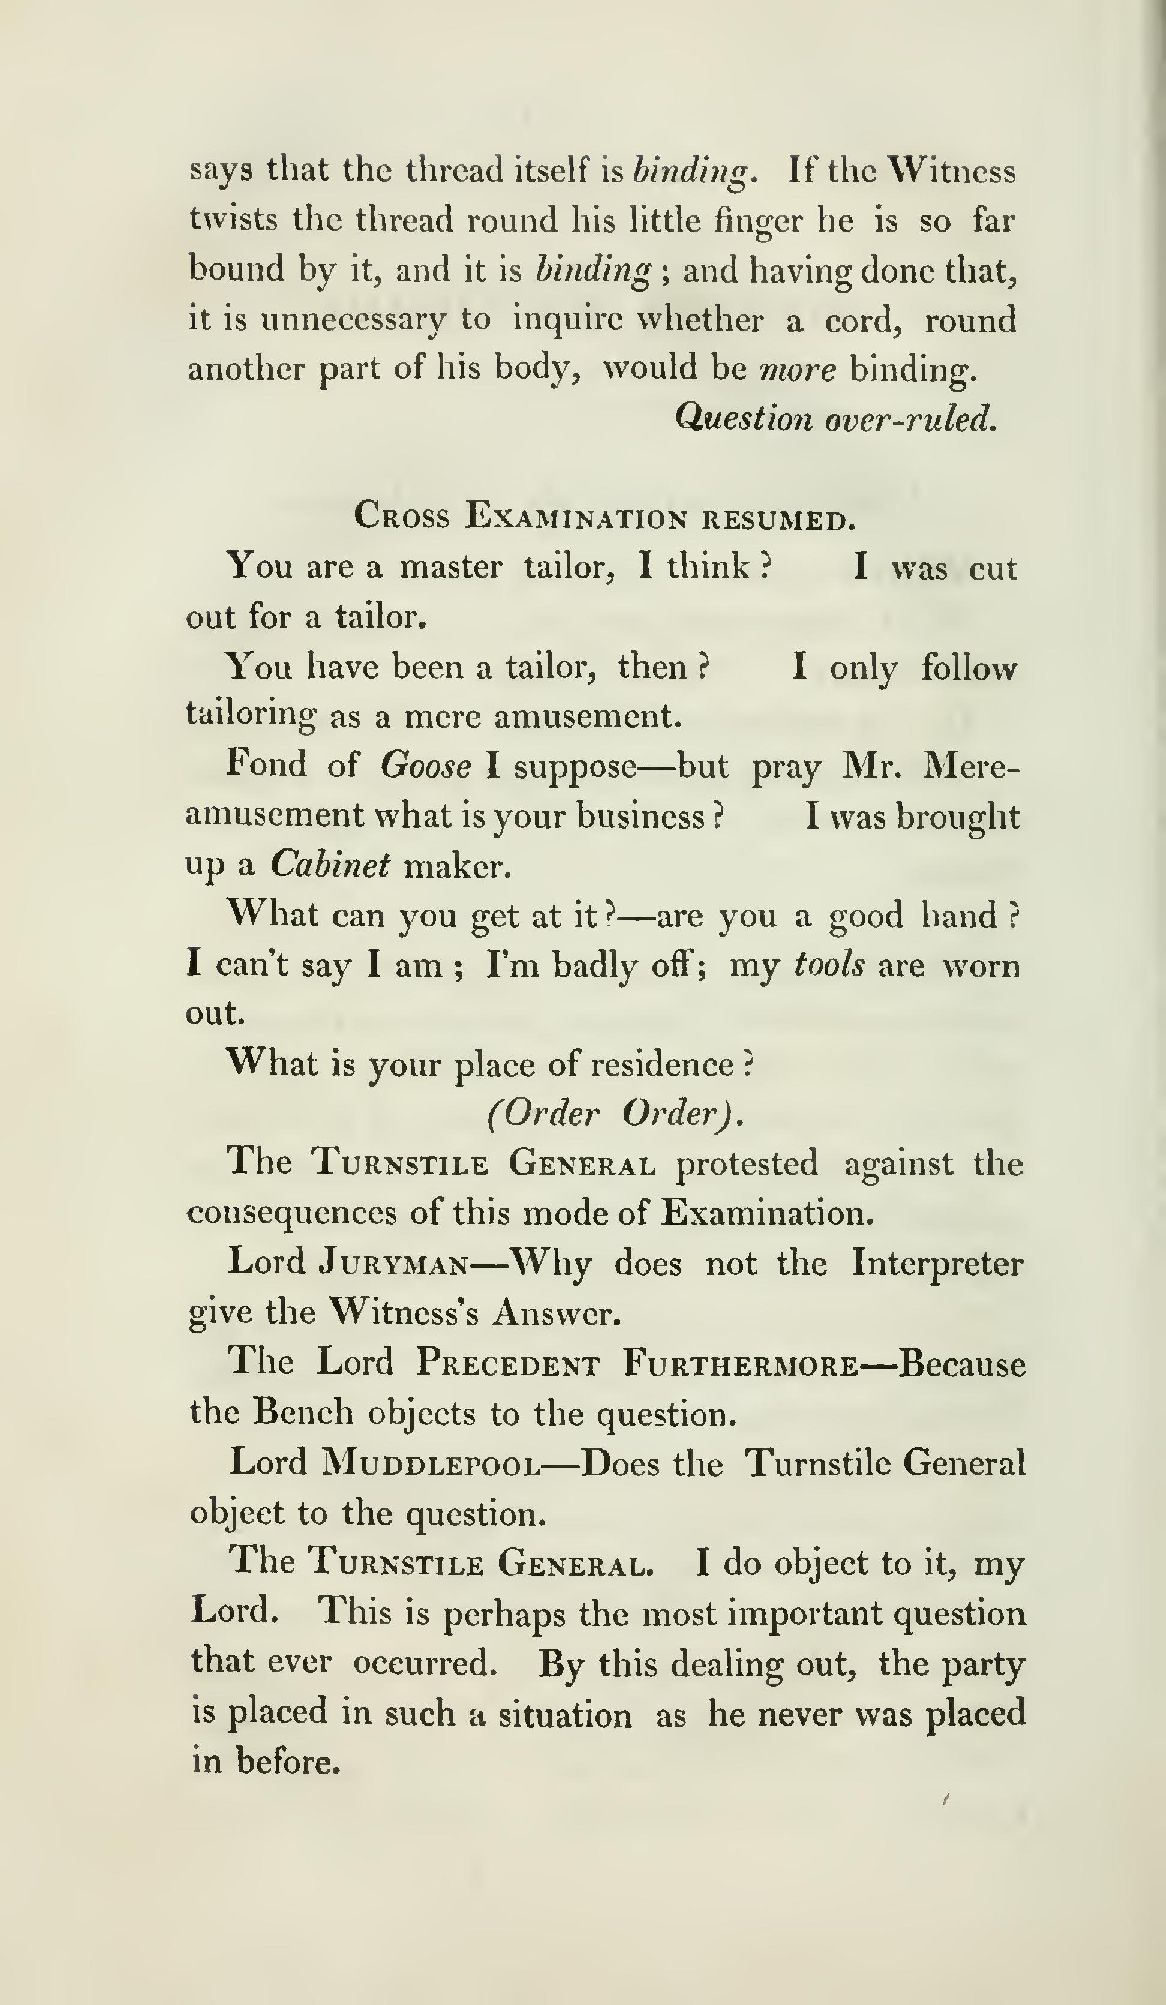 says that the thread itself is binding. If the Witness
twists the thread round his little finger he is so far
bound by it, and it is binding; and having done that,
it is unnecessary to inquire whether a cord, round
another part of his body, would be more binding.
Question over-ruled.
Cross Examination resumed.
You are a master tailor, I think? I was cut
out for a tailor.
You have been a tailor, then? I only follow
tailoring as a mere amusement.
Fond of Goose I suppose—but pray Mr. Mere-
amusement what is your business? I was brought
up a Cabinet maker.
What can you get at it?—are you a good hand?
I can't say I am; I'm badly off; my tools are worn
out.
What is your place of residence?
(Order Order).
The Turnstile General protested against the
consequences of this mode of Examination.
Lord Juryman—Why does not the Interpreter
give the Witness's Answer.
The Lord Precedent Furthermore—Because
the Bench objects to the question.
Lord Muddlepool—Does the Turnstile General
object to the question.
The Turnstile General. I do object to it, my
Lord. This is perhaps the most important question
that ever occurred. By this dealing out, the party
is placed in such a situation as he never was placed
in before.